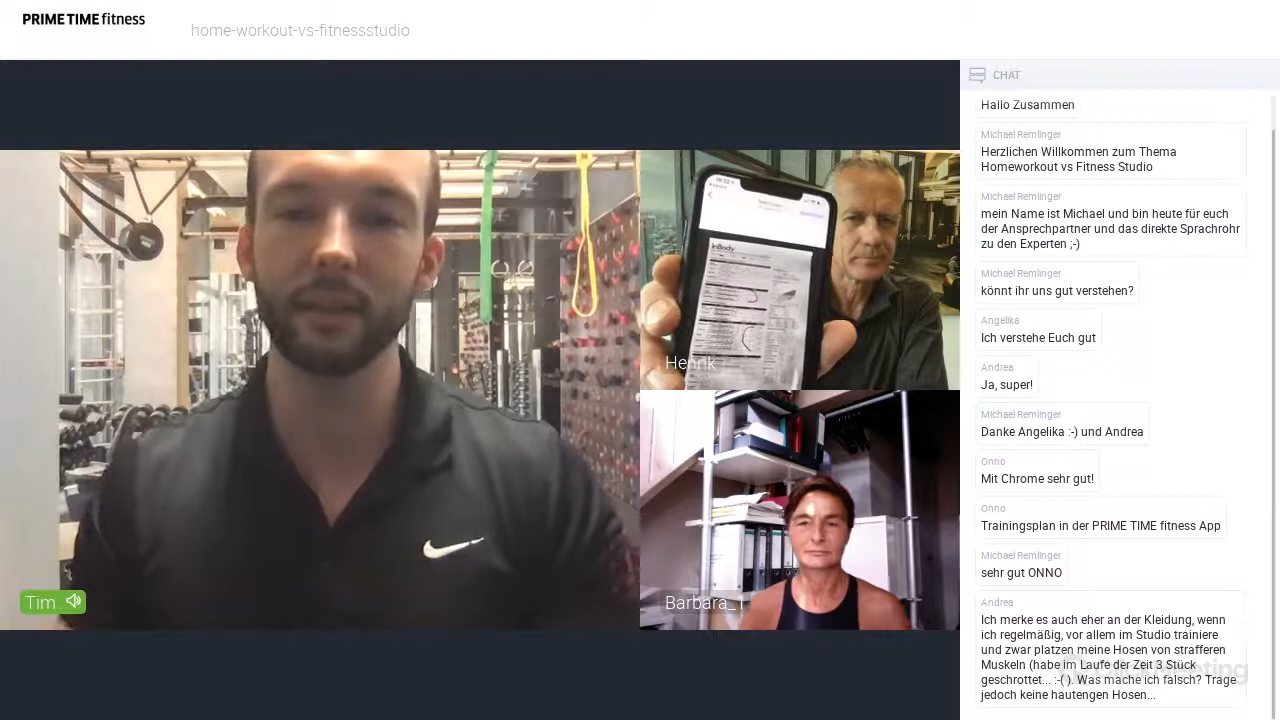 PRIME TIME fitness
home-workout-vs-fitnessstudio
CHAT
Hallo Zusammen
Michael Remlinger
Herzlichen Willkommen zum Thema
Homeworkout vs Fitness Studio
Michael Remlinger
mein Name ist Michael und bin heute für euch
der Ansprechpartner und das direkte Sprachrohr
zu den Experten ;-)
Michael Remlinger
könnt ihr uns gut verstehen?
Angelika
Ich verstehe Euch gut
Andrea
Ja, super!
Michael Remlinger
Danke Angelika :-) und Andrea
Onno
Mit Chrome sehr gut!
Onno
Trainingsplan in der PRIME TIME fitness App
Michael Remlinger
sehr gut ONNO
Andrea
Ich merke es auch eher an der Kleidung, wenn
ich regelmäßig, vor allem im Studio trainiere
und zwar platzen meine Hosen von strafferen
Muskeln (habe im Laufe der Zeit 3 Stück
geschrottet... :-( ). Was mache ich falsch? Trage
jedoch keine hautengen Hosen...
InBody
Henrik
Tim
Barbara_1